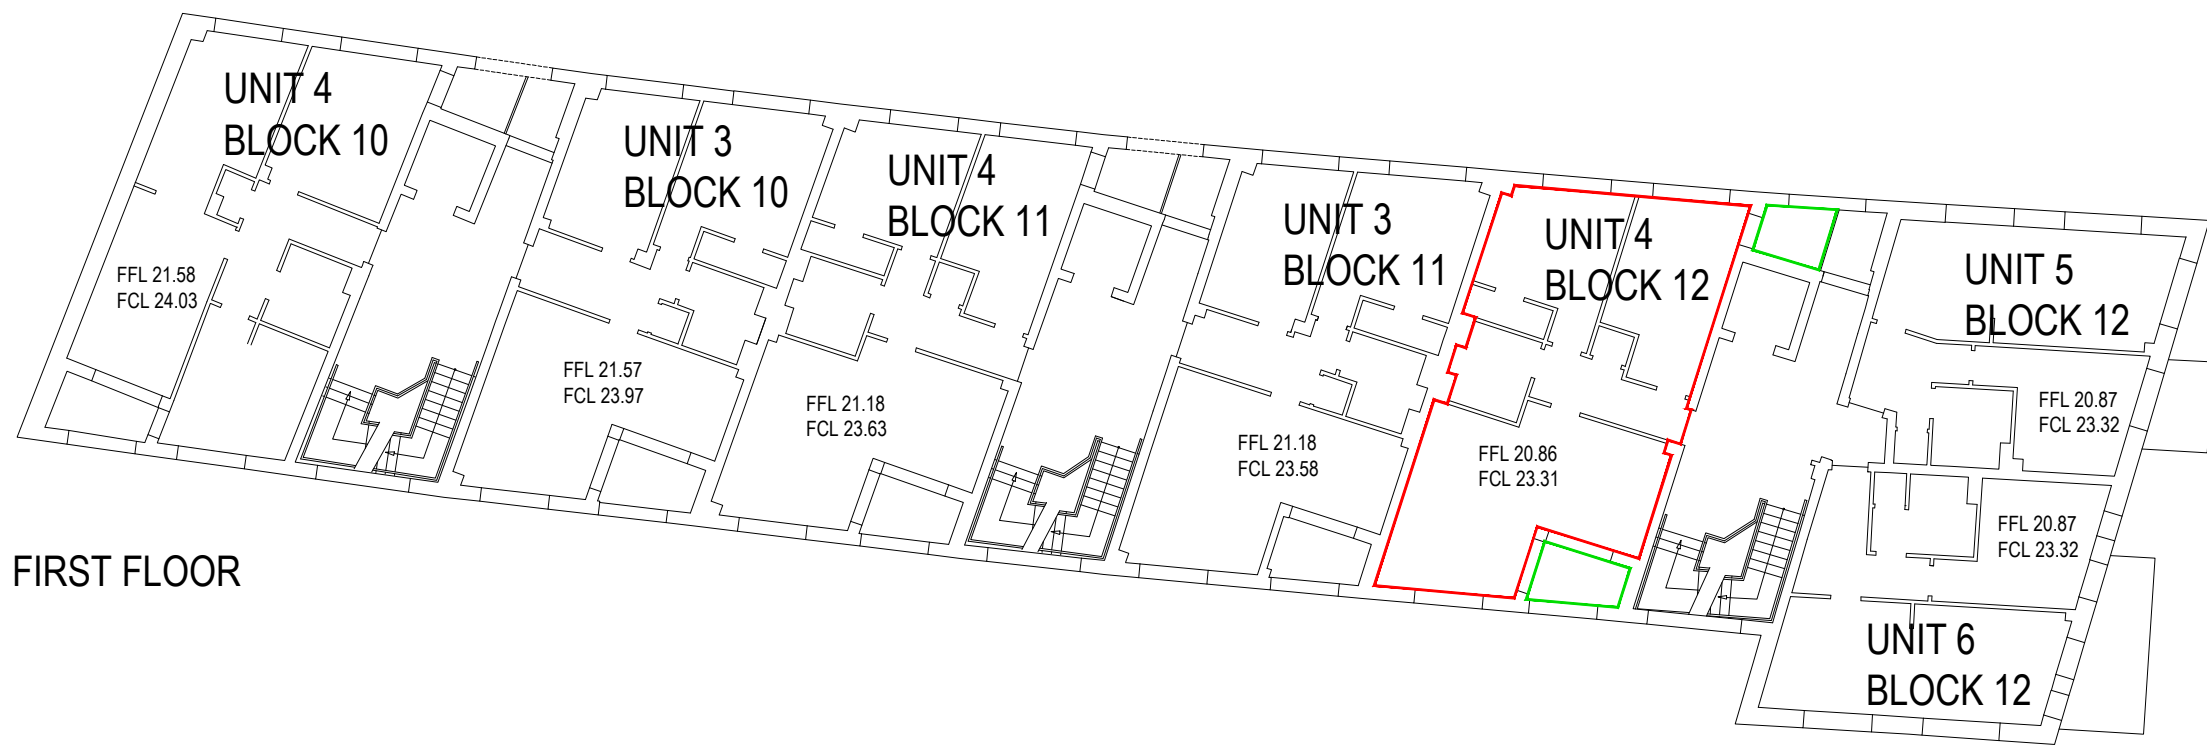 UNIT 4
BLOCK 10
FFL 21.58
FCL 24.03
UNIT 3
BLOCK 10
FFL 21.57
FCL 23.97
UNIT 4
BLOCK 11
FFL 21.18
FCL 23.63
UNIT 3
BLOCK 11
FFL 21.18
FCL 23.58
UNIT 4
BLOCK 12
FFL 20.86
FCL 23.31
UNIT 5
BLOCK 12
FFL 20.87
FCL 23.32
FFL 20.87
FCL 23.32
UNIT 6
BLOCK 12
FIRST FLOOR